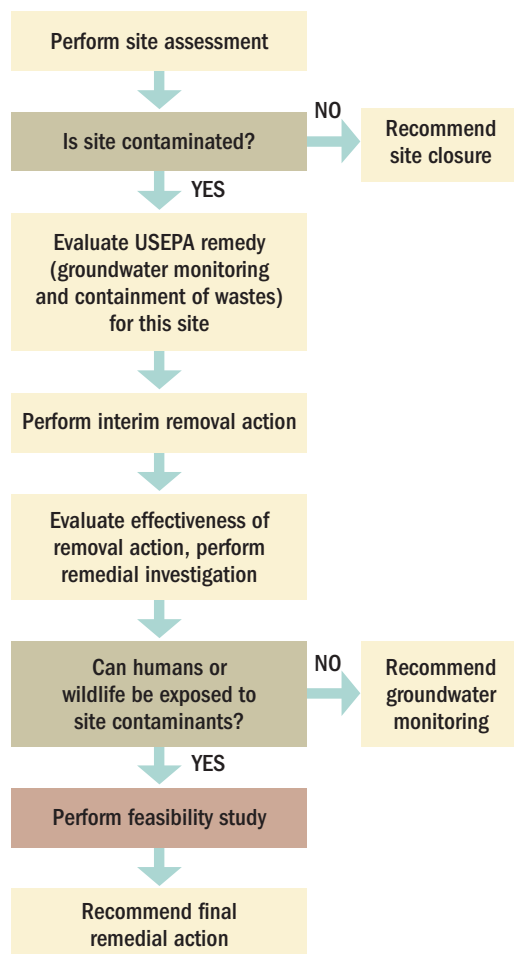 Perform site assessment
Is site contaminated?
NO
Recommend
site closure
YES
Evaluate USEPA remedy
(groundwater monitoring
and containment of wastes)
for this site
Perform interim removal action
Evaluate effectiveness of
removal action, perform
remedial investigation
Can humans or
wildlife be exposed to
site contaminants?
NO
Recommend
groundwater
monitoring
YES
Perform feasibility study
Recommend final
remedial action